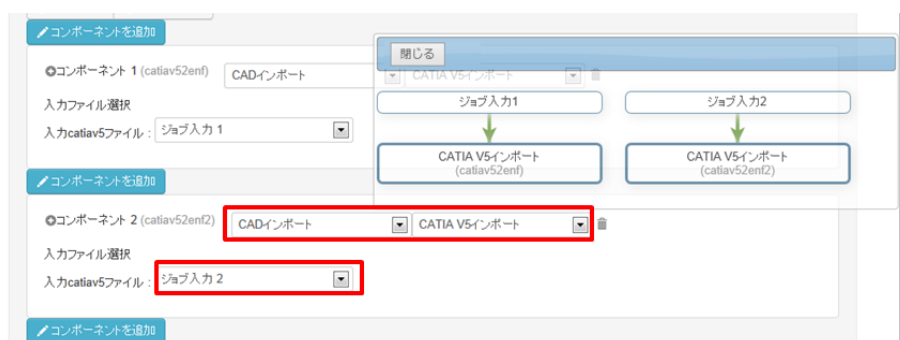 コンポーネントを追加
閉じる
コンポーネント 1 (catiav52enf) CADインポート CATIA V5インポート
ジョブ入力1 ジョブ入力2
入力ファイル選択
入力catiav5ファイル : ジョブ入力 1
CATIA V5インポート CATIA V5インポート
(catiav52enf) (catiav52enf2)
コンポーネントを追加
コンポーネント 2 (catiav52enf2) CADインポート CATIA V5インポート
入力ファイル選択
入力catiav5ファイル : ジョブ入力 2
コンポーネントを追加